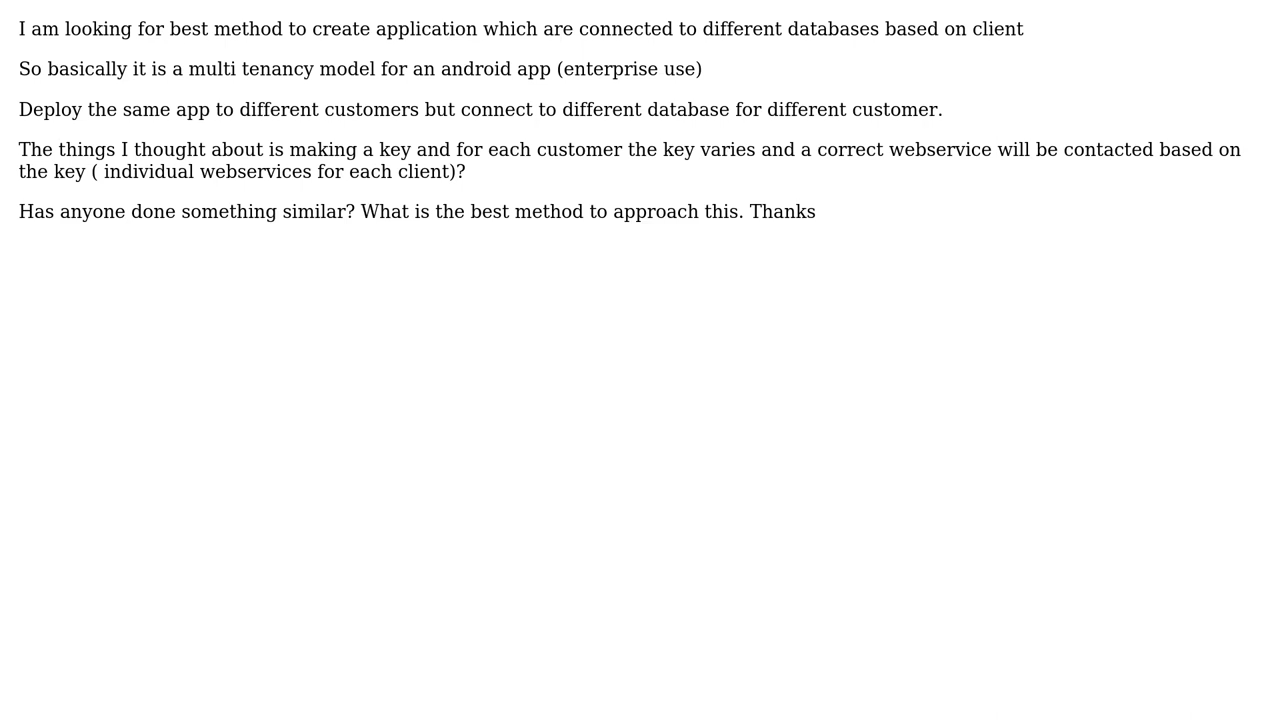 I am looking for best method to create application which are connected to different databases based on client
So basically it is a multi tenancy model for an android app (enterprise use)
Deploy the same app to different customers but connect to different database for different customer.
The things I thought about is making a key and for each customer the key varies and a correct webservice will be contacted based on
the key ( individual webservices for each client)?
Has anyone done something similar? What is the best method to approach this. Thanks